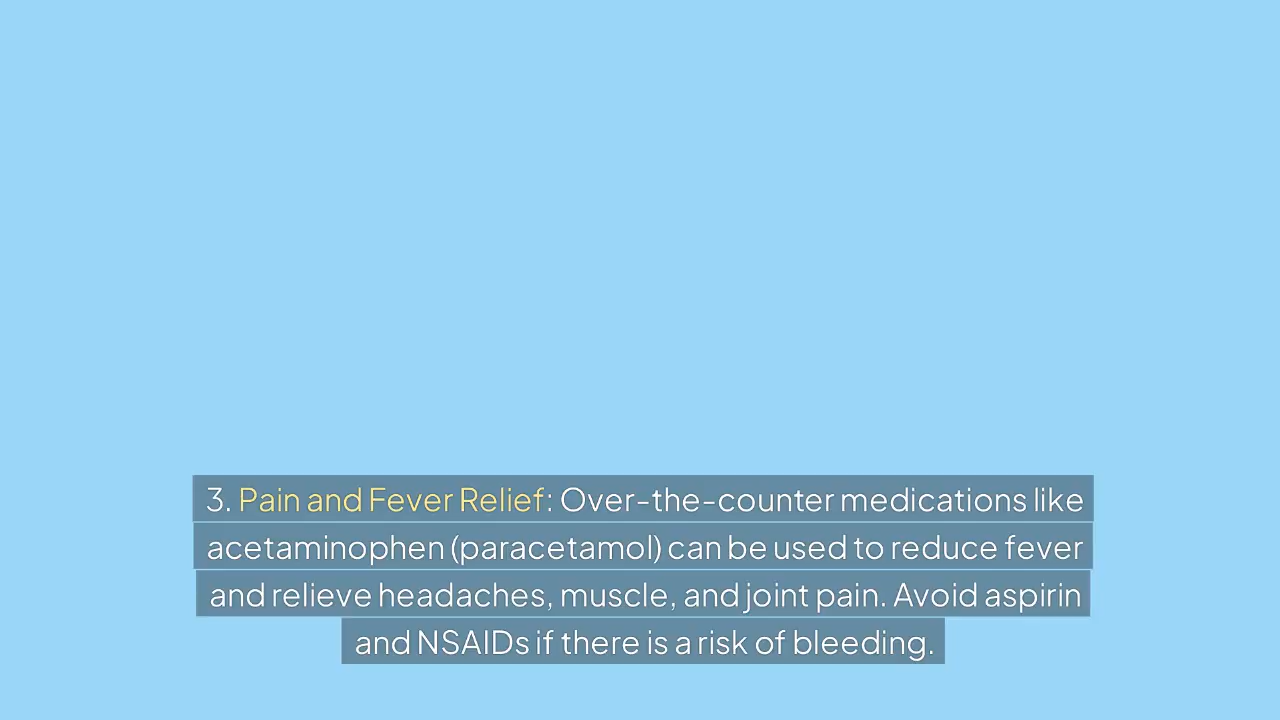 3. Pain and Fever Relief: Over-the-counter medications like
acetaminophen (paracetamol) can be used to reduce fever
and relieve headaches, muscle, and joint pain. Avoid aspirin
and NSAIDs if there is a risk of bleeding.